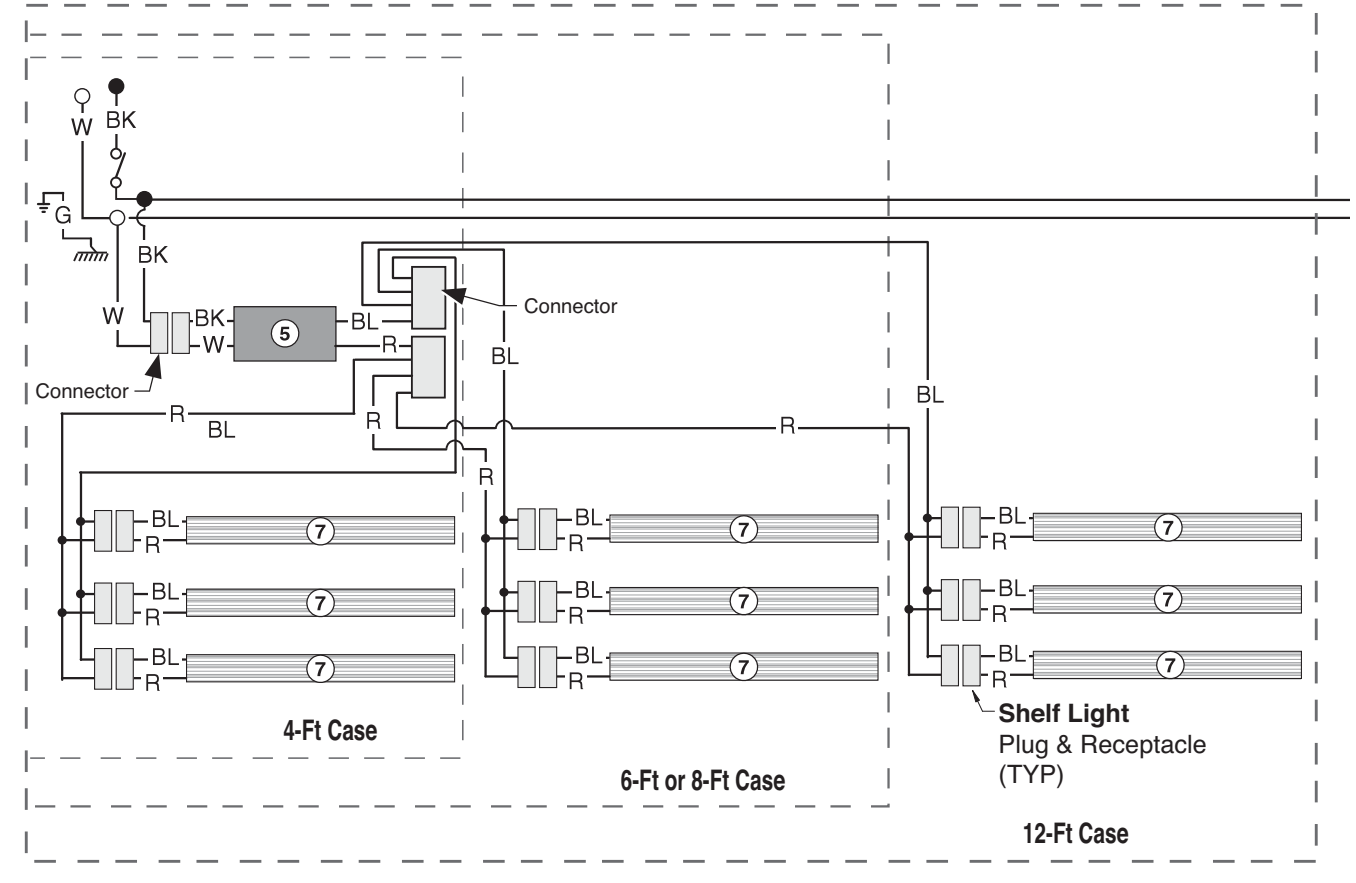 W BK
G
BK
W
BK
W
5
BL
R
Connector
Connector
BL
R
BL
R
BL
R
R
BL
R
7
BL
R
7
BL
R
7
BL
R
7
BL
R
7
BL
R
7
BL
R
7
BL
R
7
BL
R
7
Shelf Light
Plug & Receptacle
(TYP)
4-Ft Case
6-Ft or 8-Ft Case
12-Ft Case